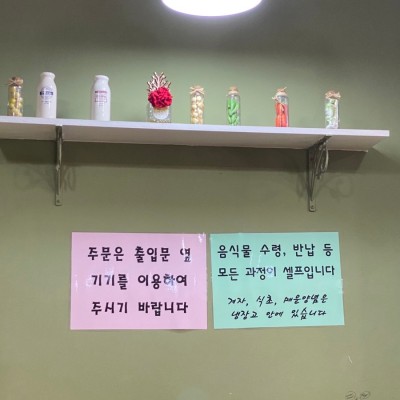 주문은 출입문 옆
기기를 이용하여
주시기 바랍니다
음식물 수령, 반납 등
모든 과정이 셀프입니다
겨자, 식초, 매운양념은
냉장고 안에 있습니다